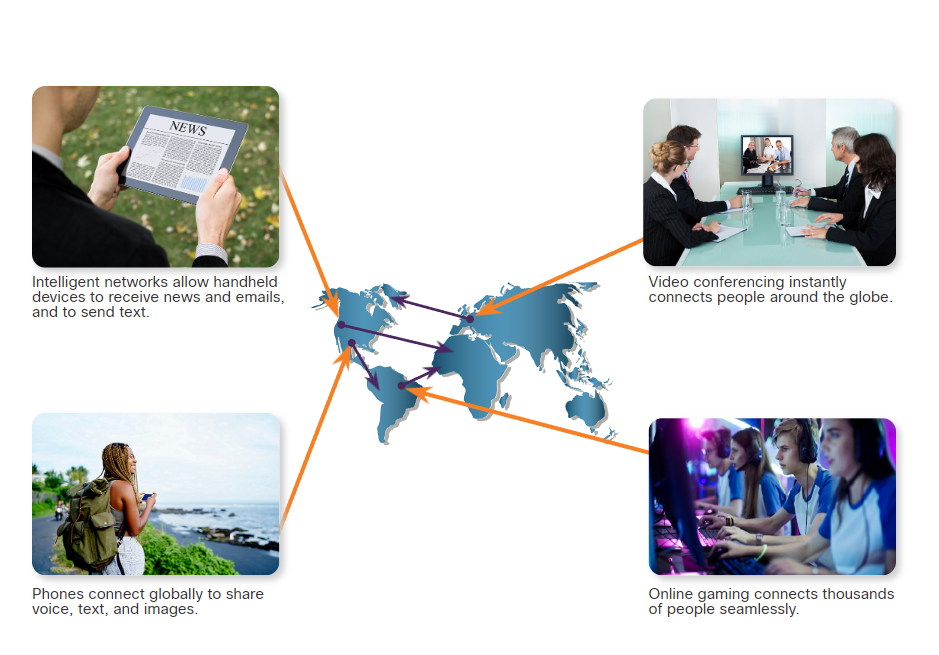 NEWS
Intelligent networks allow handheld
devices to receive news and emails,
and to send text.
Video conferencing instantly
connects people around the globe.
Phones connect globally to share
voice, text, and images.
Online gaming connects thousands
of people seamlessly.